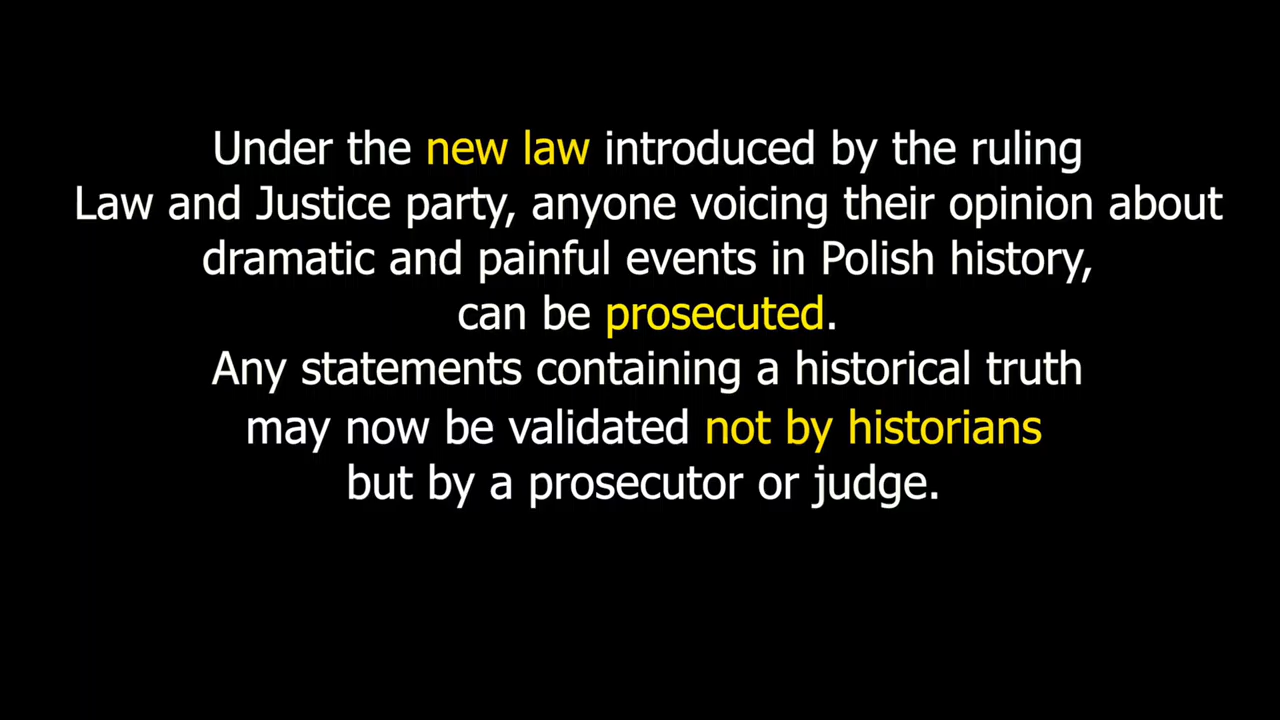 Under the new law introduced by the ruling
Law and Justice party, anyone voicing their opinion about
dramatic and painful events in Polish history,
can be prosecuted.
Any statements containing a historical truth
may now be validated not by historians
but by a prosecutor or judge.